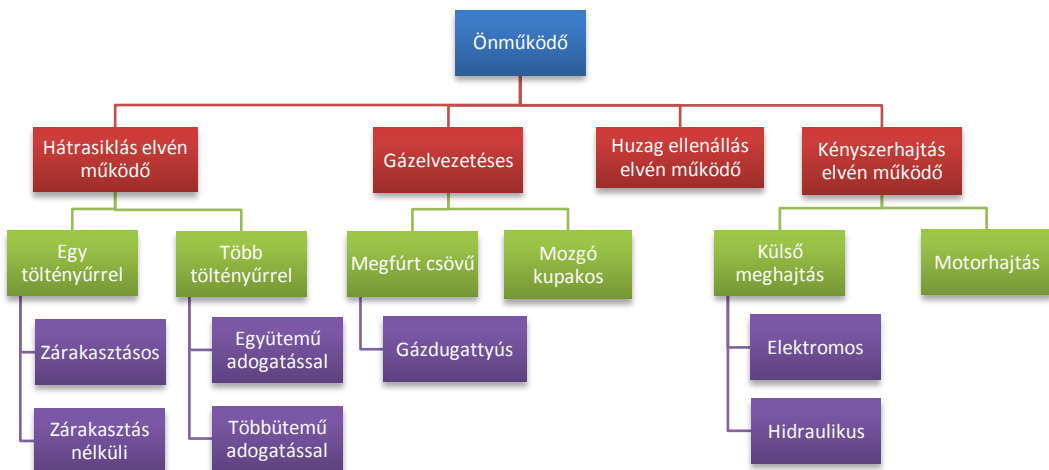 Önműködő
Hátrasiklás elvén
működő
Gázelvezetéses
Huzag ellenállás
elvén működő
Kényszerhajtás
elvén működő
Egy
töltényűrrel
Több
töltényűrrel
Megfúrt csövű
Mozgó
kupakos
Külső
meghajtás
Motorhajtás
Zárakasztásos
Együtemű
adogatással
Gázdugattyús
Elektromos
Zárakasztás
nélküli
Többütemű
adogatással
Hidraulikus